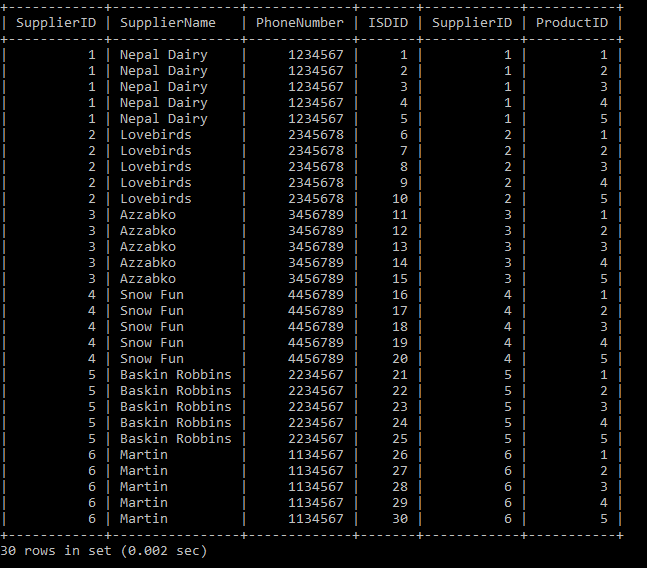 +------------+----------------+-------------+-------+------------+-----------+
| SupplierID | SupplierName   | PhoneNumber | ISDID | SupplierID | ProductID |
+------------+----------------+-------------+-------+------------+-----------+
|          1 | Nepal Dairy    |     1234567 |     1 |          1 |         1 |
|          1 | Nepal Dairy    |     1234567 |     2 |          1 |         2 |
|          1 | Nepal Dairy    |     1234567 |     3 |          1 |         3 |
|          1 | Nepal Dairy    |     1234567 |     4 |          1 |         4 |
|          1 | Nepal Dairy    |     1234567 |     5 |          1 |         5 |
|          2 | Lovebirds      |     2345678 |     6 |          2 |         1 |
|          2 | Lovebirds      |     2345678 |     7 |          2 |         2 |
|          2 | Lovebirds      |     2345678 |     8 |          2 |         3 |
|          2 | Lovebirds      |     2345678 |     9 |          2 |         4 |
|          2 | Lovebirds      |     2345678 |    10 |          2 |         5 |
|          3 | Azzabko        |     3456789 |    11 |          3 |         1 |
|          3 | Azzabko        |     3456789 |    12 |          3 |         2 |
|          3 | Azzabko        |     3456789 |    13 |          3 |         3 |
|          3 | Azzabko        |     3456789 |    14 |          3 |         4 |
|          3 | Azzabko        |     3456789 |    15 |          3 |         5 |
|          4 | Snow Fun       |     4456789 |    16 |          4 |         1 |
|          4 | Snow Fun       |     4456789 |    17 |          4 |         2 |
|          4 | Snow Fun       |     4456789 |    18 |          4 |         3 |
|          4 | Snow Fun       |     4456789 |    19 |          4 |         4 |
|          4 | Snow Fun       |     4456789 |    20 |          4 |         5 |
|          5 | Baskin Robbins |     2234567 |    21 |          5 |         1 |
|          5 | Baskin Robbins |     2234567 |    22 |          5 |         2 |
|          5 | Baskin Robbins |     2234567 |    23 |          5 |         3 |
|          5 | Baskin Robbins |     2234567 |    24 |          5 |         4 |
|          5 | Baskin Robbins |     2234567 |    25 |          5 |         5 |
|          6 | Martin         |     1134567 |    26 |          6 |         1 |
|          6 | Martin         |     1134567 |    27 |          6 |         2 |
|          6 | Martin         |     1134567 |    28 |          6 |         3 |
|          6 | Martin         |     1134567 |    29 |          6 |         4 |
|          6 | Martin         |     1134567 |    30 |          6 |         5 |
+------------+----------------+-------------+-------+------------+-----------+
30 rows in set (0.002 sec)